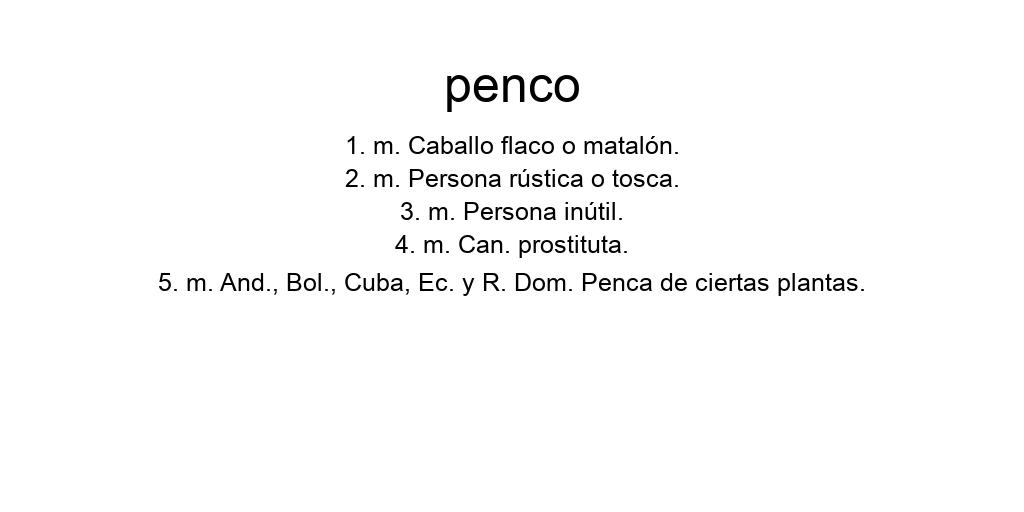 penco
1. m. Caballo flaco o matalón.
2. m. Persona rústica o tosca.
3. m. Persona inútil.
4. m. Can. prostituta.
5. m. And., Bol., Cuba, Ec. y R. Dom. Penca de ciertas plantas.